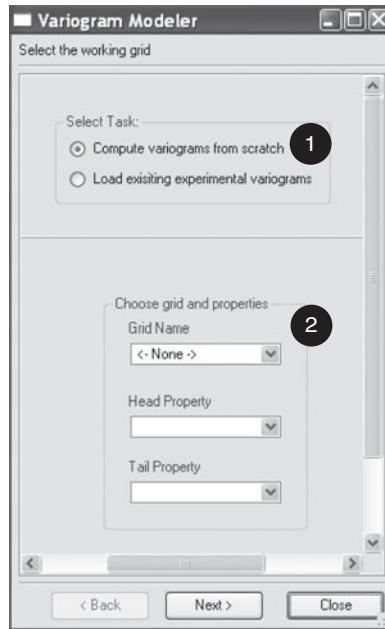 Variogram Modeler
Select the working grid
Select Task:
Compute variograms from scratch
1
Load exisiting experimental variograms
Choose grid and properties
2
Grid Name
<- None ->
Head Property
Tail Property
< Back
Next >
Close